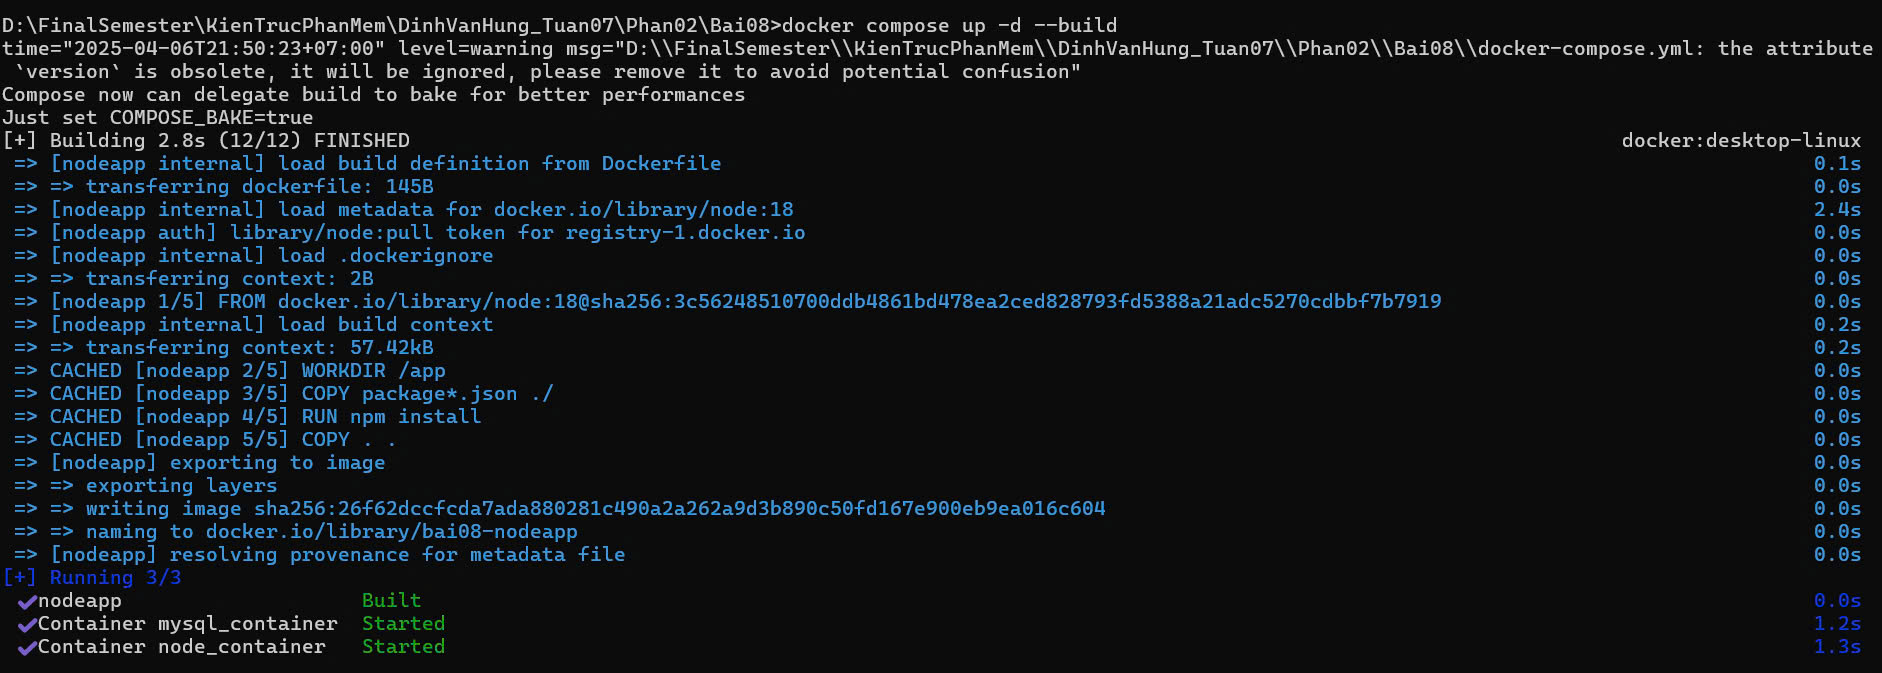 D:\FinalSemester\KienTrucPhanMem\DinhVanHung_Tuan07\Phan02\Bai08>docker compose up -d --build
time="2025-04-06T21:50:23+07:00" level=warning msg="D:\\FinalSemester\\KienTrucPhanMem\\DinhVanHung_Tuan07\\Phan02\\Bai08\\docker-compose.yml: the attribute
`version` is obsolete, it will be ignored, please remove it to avoid potential confusion"
Compose now can delegate build to bake for better performances
Just set COMPOSE_BAKE=true
[+] Building 2.8s (12/12) FINISHED docker:desktop-linux
=> [nodeapp internal] load build definition from Dockerfile 0.1s
=> => transferring dockerfile: 145B 0.0s
=> [nodeapp internal] load metadata for docker.io/library/node:18 2.4s
=> [nodeapp auth] library/node:pull token for registry-1.docker.io 0.0s
=> [nodeapp internal] load .dockerignore 0.0s
=> => transferring context: 2B 0.0s
=> [nodeapp 1/5] FROM docker.io/library/node:18@sha256:3c56248510700ddb4861bd478ea2ced828793fd5388a21adc5270cdbbf7b7919 0.0s
=> [nodeapp internal] load build context 0.2s
=> => transferring context: 57.42kB 0.2s
=> CACHED [nodeapp 2/5] WORKDIR /app 0.0s
=> CACHED [nodeapp 3/5] COPY package*.json ./ 0.0s
=> CACHED [nodeapp 4/5] RUN npm install 0.0s
=> CACHED [nodeapp 5/5] COPY . . 0.0s
=> [nodeapp] exporting to image 0.0s
=> => exporting layers 0.0s
=> => writing image sha256:26f62dccfcda7ada880281c490a2a262a9d3b890c50fd167e900eb9ea016c604 0.0s
=> => naming to docker.io/library/bai08-nodeapp 0.0s
=> [nodeapp] resolving provenance for metadata file 0.0s
[+] Running 3/3
✔nodeapp Built 0.0s
✔Container mysql_container Started 1.2s
✔Container node_container Started 1.3s